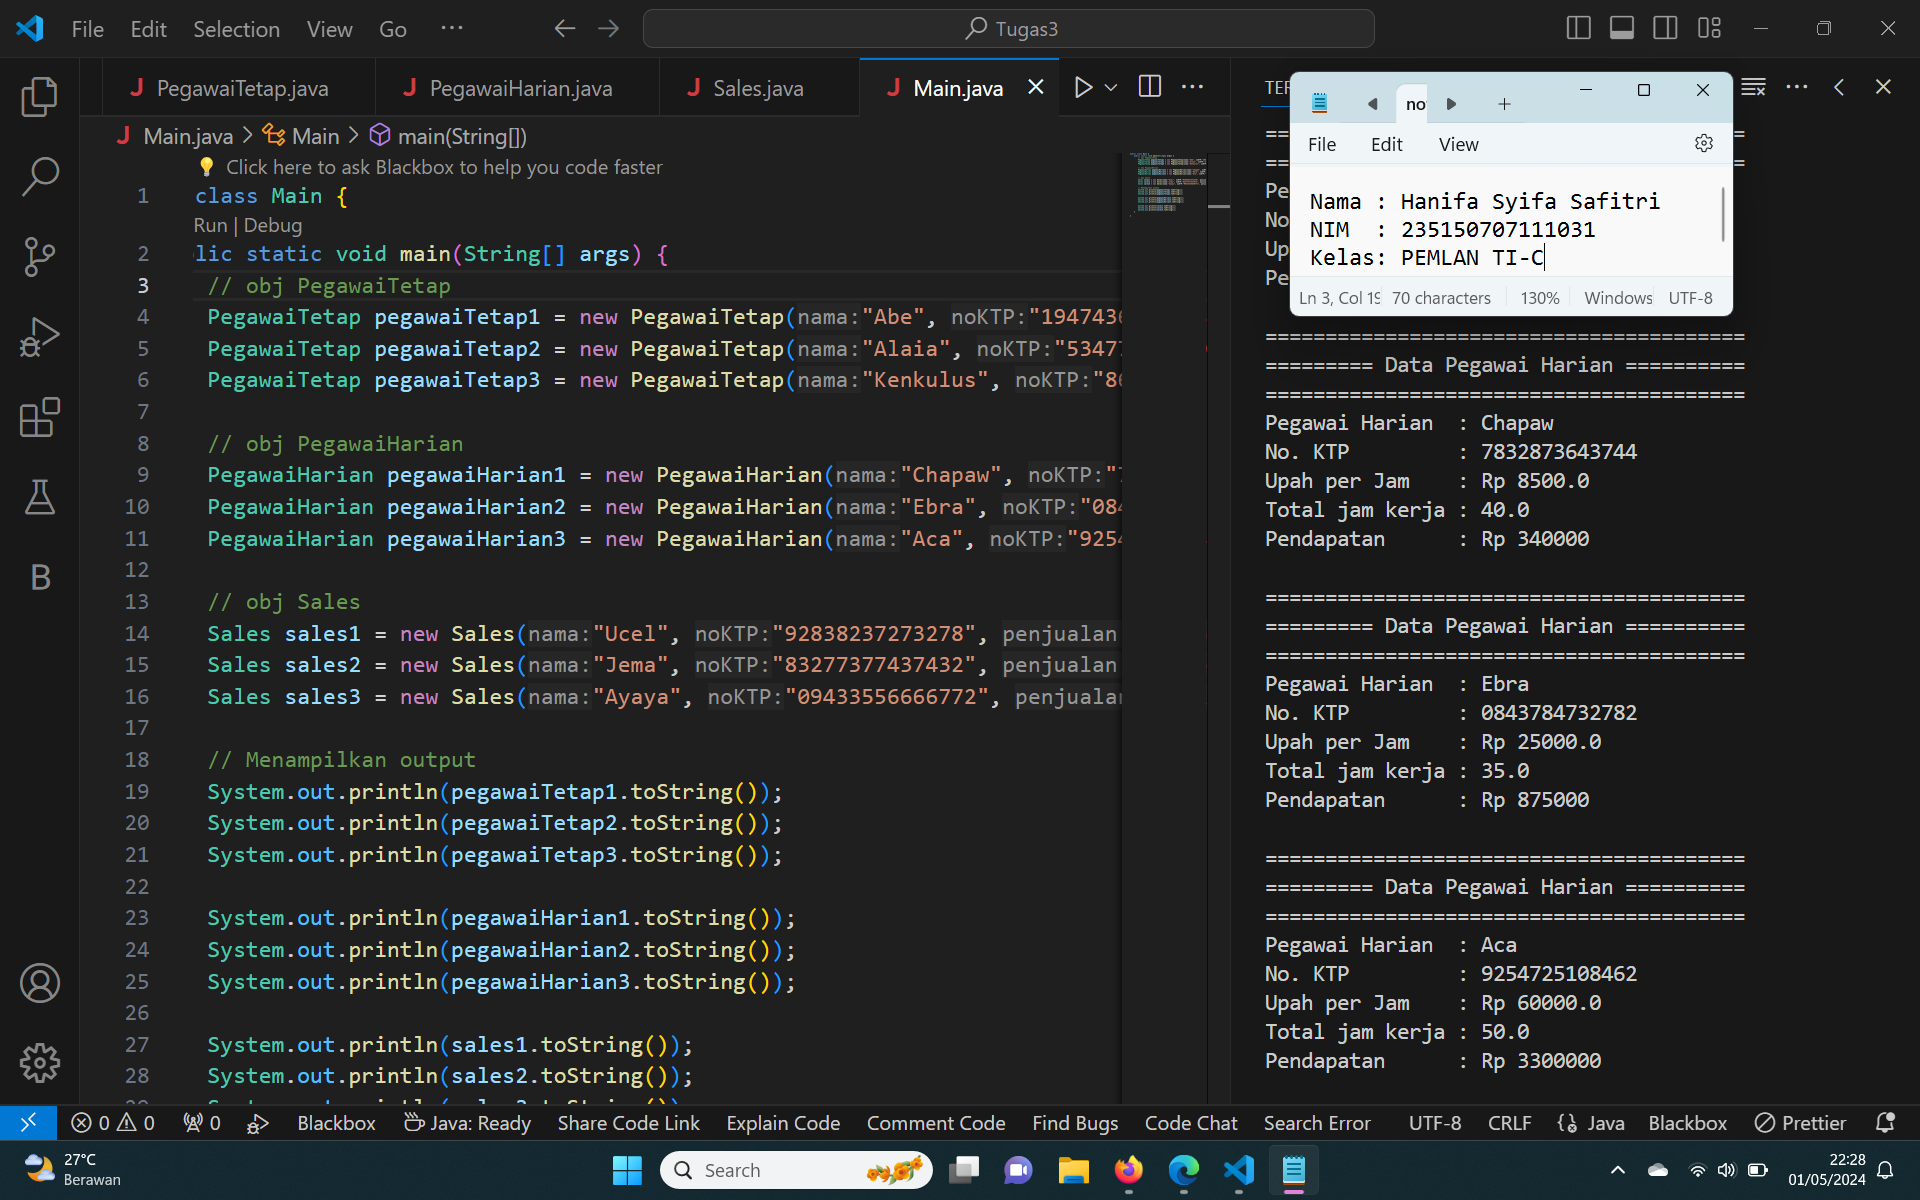 File Edit Selection View Go ··· Tugas3
PegawaiTetap.java PegawaiHarian.java Sales.java Main.java
Main.java > Main > main(String[])
Click here to ask Blackbox to help you code faster
1 class Main {
Run | Debug
2 lic static void main(String[] args) {
3 // obj PegawaiTetap
4 PegawaiTetap pegawaiTetap1 = new PegawaiTetap(nama:"Abe", noKTP:"194743
5 PegawaiTetap pegawaiTetap2 = new PegawaiTetap(nama:"Alaia", noKTP:"5347
6 PegawaiTetap pegawaiTetap3 = new PegawaiTetap(nama:"Kenkulus", noKTP:"8
7
8 // obj PegawaiHarian
9 PegawaiHarian pegawaiHarian1 = new PegawaiHarian(nama:"Chapaw", noKTP:"
10 PegawaiHarian pegawaiHarian2 = new PegawaiHarian(nama:"Ebra", noKTP:"08
11 PegawaiHarian pegawaiHarian3 = new PegawaiHarian(nama:"Aca", noKTP:"925
12
13 // obj Sales
14 Sales sales1 = new Sales(nama:"Ucel", noKTP:"92838237273278", penjualan
15 Sales sales2 = new Sales(nama:"Jema", noKTP:"83277377437432", penjualan
16 Sales sales3 = new Sales(nama:"Ayaya", noKTP:"09433556666772", penjualan
17
18 // Menampilkan output
19 System.out.println(pegawaiTetap1.toString());
20 System.out.println(pegawaiTetap2.toString());
21 System.out.println(pegawaiTetap3.toString());
22
23 System.out.println(pegawaiHarian1.toString());
24 System.out.println(pegawaiHarian2.toString());
25 System.out.println(pegawaiHarian3.toString());
26
27 System.out.println(sales1.toString());
28 System.out.println(sales2.toString());
TER
Pe
No
Up
Pe
no
File Edit View
Nama : Hanifa Syifa Safitri
NIM : 235150707111031
Kelas: PEMLAN TI-C
Ln 3, Col 19 70 characters 130% Windows UTF-8
========================================
========= Data Pegawai Harian ==========
========================================
Pegawai Harian : Chapaw
No. KTP : 7832873643744
Upah per Jam : Rp 8500.0
Total jam kerja : 40.0
Pendapatan : Rp 340000
========================================
========= Data Pegawai Harian ==========
========================================
Pegawai Harian : Ebra
No. KTP : 0843784732782
Upah per Jam : Rp 25000.0
Total jam kerja : 35.0
Pendapatan : Rp 875000
========================================
========= Data Pegawai Harian ==========
========================================
Pegawai Harian : Aca
No. KTP : 9254725108462
Upah per Jam : Rp 60000.0
Total jam kerja : 50.0
Pendapatan : Rp 3300000
0 0 0 Blackbox Java: Ready Share Code Link Explain Code Comment Code Find Bugs Code Chat Search Error UTF-8 CRLF Java Blackbox Prettier
27°C
Berawan
Search
22:28
01/05/2024